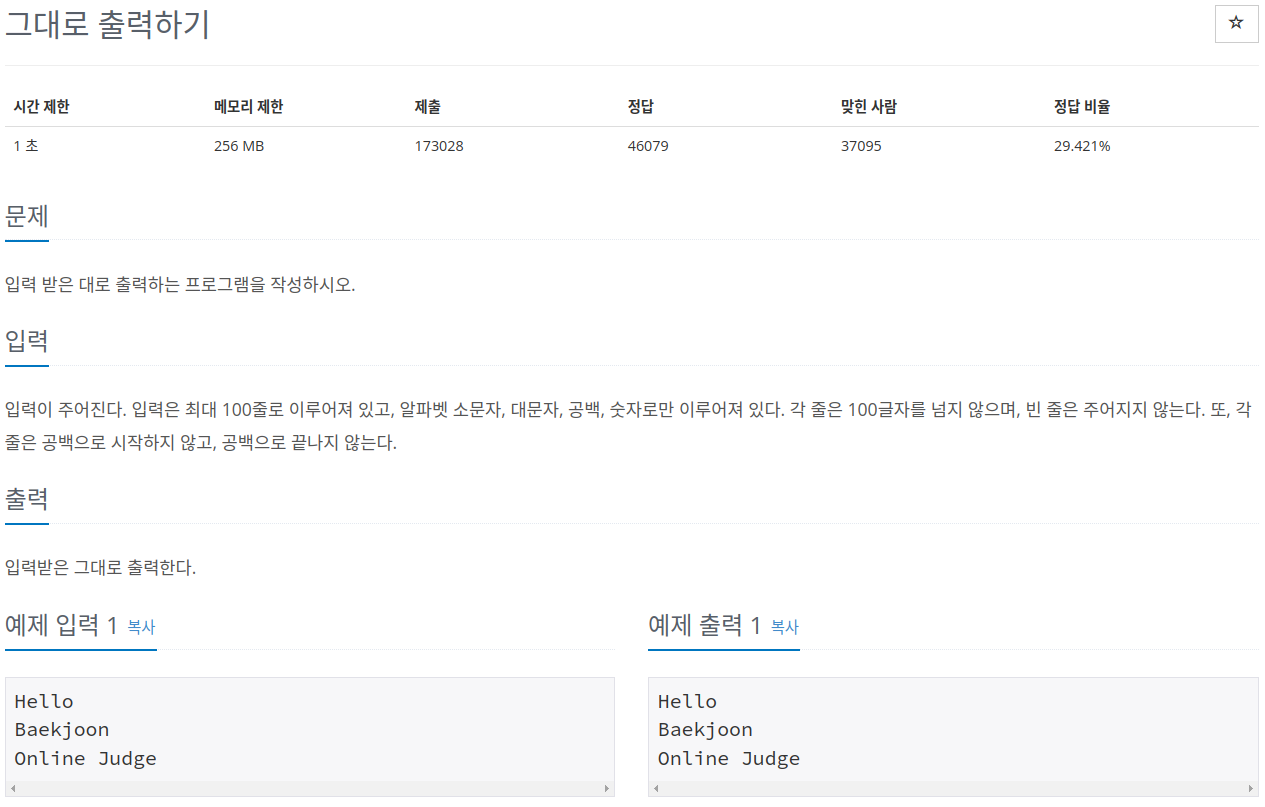 그대로 출력하기
☆
시간 제한 메모리 제한 제출 정답 맞힌 사람 정답 비율
1 초 256 MB 173028 46079 37095 29.421%
문제
입력 받은 대로 출력하는 프로그램을 작성하시오.
입력
입력이 주어진다. 입력은 최대 100줄로 이루어져 있고, 알파벳 소문자, 대문자, 공백, 숫자로만 이루어져 있다. 각 줄은 100글자를 넘지 않으며, 빈 줄은 주어지지 않는다. 또, 각
줄은 공백으로 시작하지 않고, 공백으로 끝나지 않는다.
출력
입력받은 그대로 출력한다.
예제 입력 1 복사
Hello
Baekjoon
Online Judge
예제 출력 1 복사
Hello
Baekjoon
Online Judge